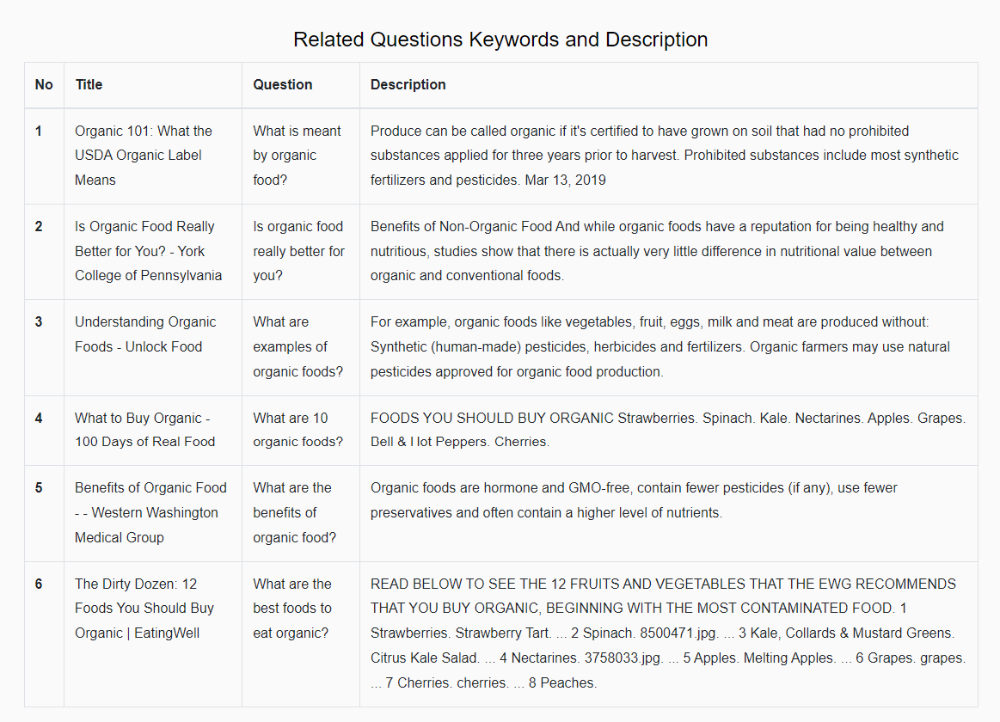 Related Questions Keywords and Description
No Title Question Description
1 Organic 101: What the USDA Organic Label Means What is meant by organic food? Produce can be called organic if it's certified to have grown on soil that had no prohibited substances applied for three years prior to harvest. Prohibited substances include most synthetic fertilizers and pesticides. Mar 13, 2019
2 Is Organic Food Really Better for You? - York College of Pennsylvania Is organic food really better for you? Benefits of Non-Organic Food And while organic foods have a reputation for being healthy and nutritious, studies show that there is actually very little difference in nutritional value between organic and conventional foods.
3 Understanding Organic Foods - Unlock Food What are examples of organic foods? For example, organic foods like vegetables, fruit, eggs, milk and meat are produced without: Synthetic (human-made) pesticides, herbicides and fertilizers. Organic farmers may use natural pesticides approved for organic food production.
4 What to Buy Organic - 100 Days of Real Food What are 10 organic foods? FOODS YOU SHOULD BUY ORGANIC Strawberries. Spinach. Kale. Nectarines. Apples. Grapes. Bell & Hot Peppers. Cherries.
5 Benefits of Organic Food - - Western Washington Medical Group What are the benefits of organic food? Organic foods are hormone and GMO-free, contain fewer pesticides (if any), use fewer preservatives and often contain a higher level of nutrients.
6 The Dirty Dozen: 12 Foods You Should Buy Organic | EatingWell What are the best foods to eat organic? READ BELOW TO SEE THE 12 FRUITS AND VEGETABLES THAT THE EWG RECOMMENDS THAT YOU BUY ORGANIC, BEGINNING WITH THE MOST CONTAMINATED FOOD. 1 Strawberries. Strawberry Tart. ... 2 Spinach. 8500471.jpg. ... 3 Kale, Collards & Mustard Greens. Citrus Kale Salad. ... 4 Nectarines. 3758033.jpg. ... 5 Apples. Melting Apples. ... 6 Grapes. grapes. ... 7 Cherries. cherries. ... 8 Peaches.